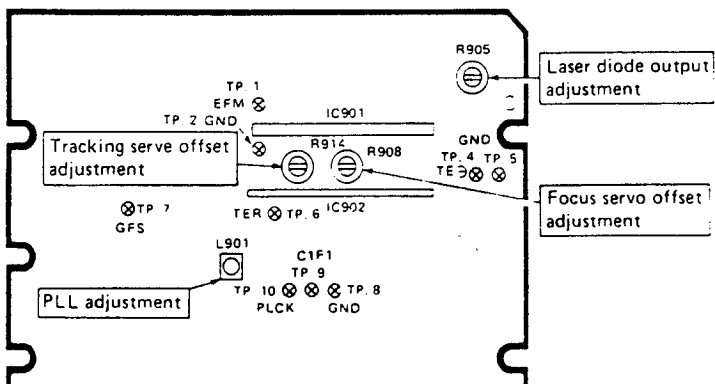 R905
Laser diode output
adjustment
TP. 1
EFM
IC901
TP. 2 GND
Tracking serve offset
adjustment
R914
R908
GND
TP. 4 TP. 5
Focus servo offset
adjustment
TP. 7
GFS
TER TP. 6
IC902
L901
C1F1
TP. 9
TP 10 TP. 8
PLCK GND
PLL adjustment